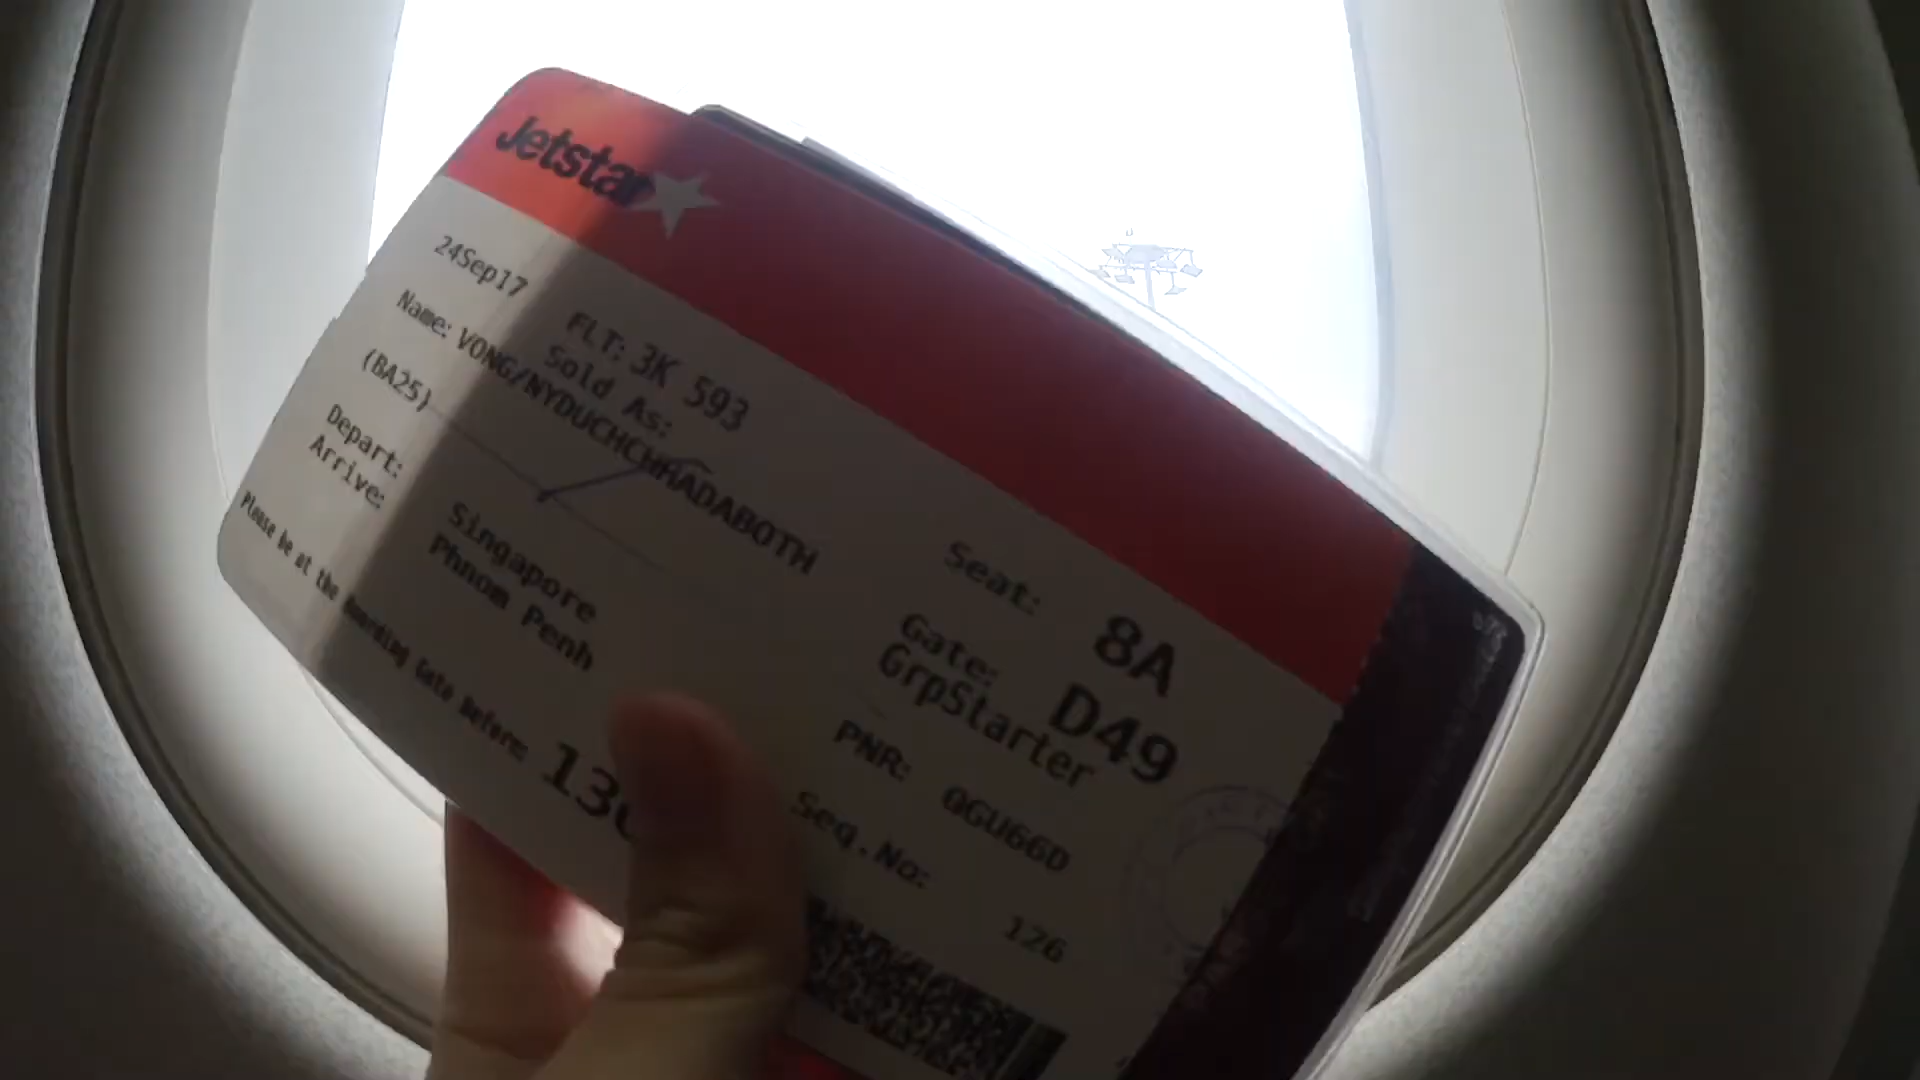 Jetstar
24Sep17
FLT: 3K 593
Sold As:
Name: VONG/NYDUCHCHHADABOTH
(BA25)
Depart: Singapore
Arrive: Phnom Penh
Please be at the Boarding Gate Before:
Seat: 8A
Gate: D49
GrpStarter
PNR: QGU66D
Seq.No: 126